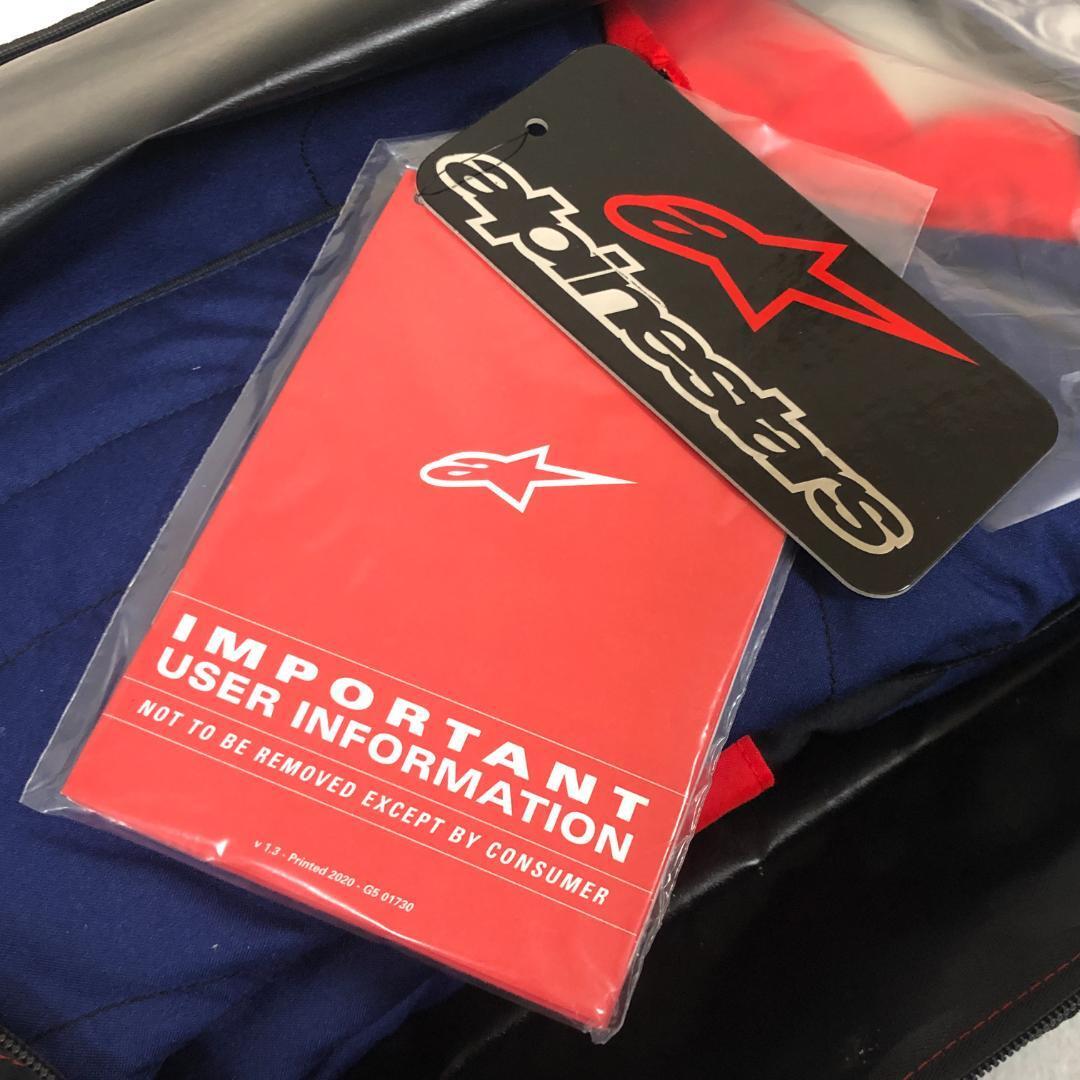 alpinestars
IMPORTANT
USER INFORMATION
NOT TO BE REMOVED EXCEPT BY CONSUMER
v 1.3 - Printed 2020 - G5 01730